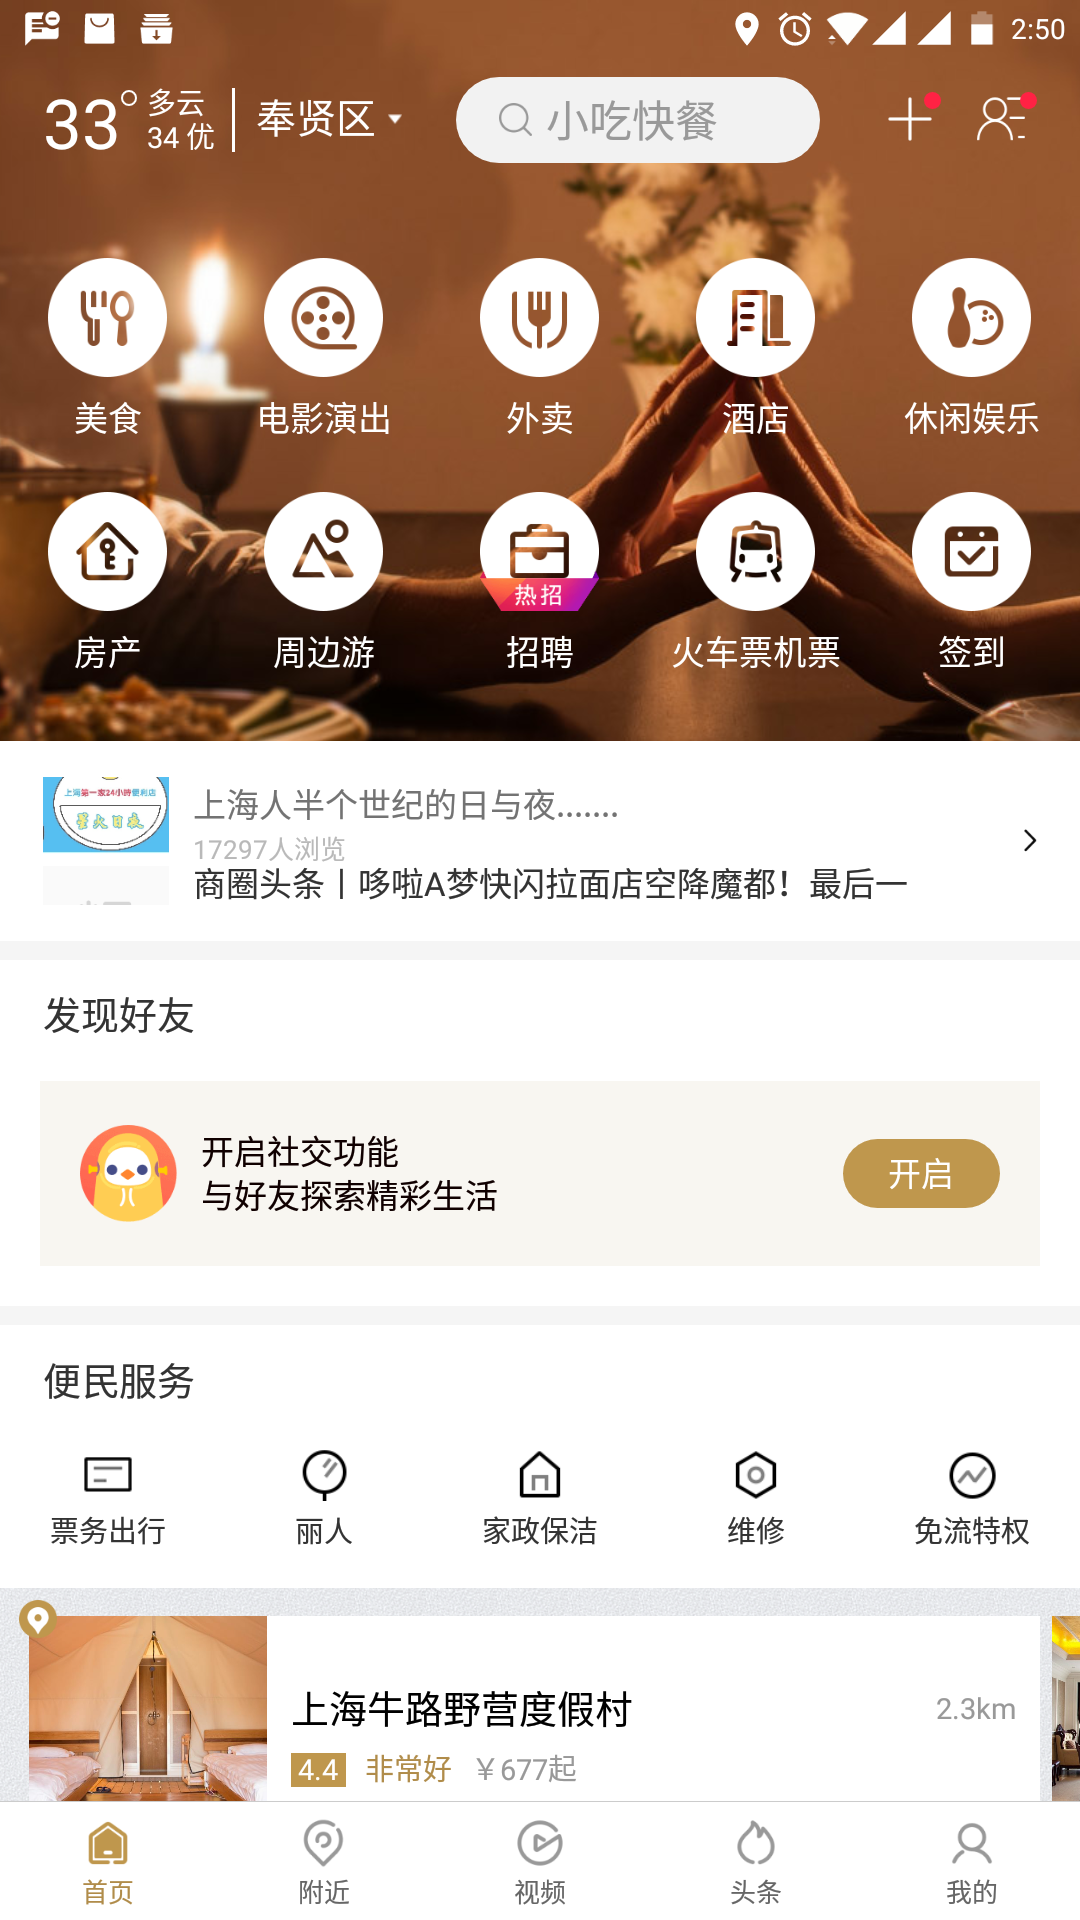 2:50
33°
多云
34 优
奉贤区
小吃快餐
美食
电影演出
外卖
酒店
休闲娱乐
热招
房产
周边游
招聘
火车票机票
签到
上海第一家24小時便利店
星火日夜
上海人半个世纪的日与夜.......
17297人浏览
商圈头条丨哆啦A梦快闪拉面店空降魔都！最后一
发现好友
开启社交功能
与好友探索精彩生活
开启
便民服务
票务出行
丽人
家政保洁
维修
免流特权
上海牛路野营度假村
2.3km
4.4 非常好 ￥677起
首页
附近
视频
头条
我的